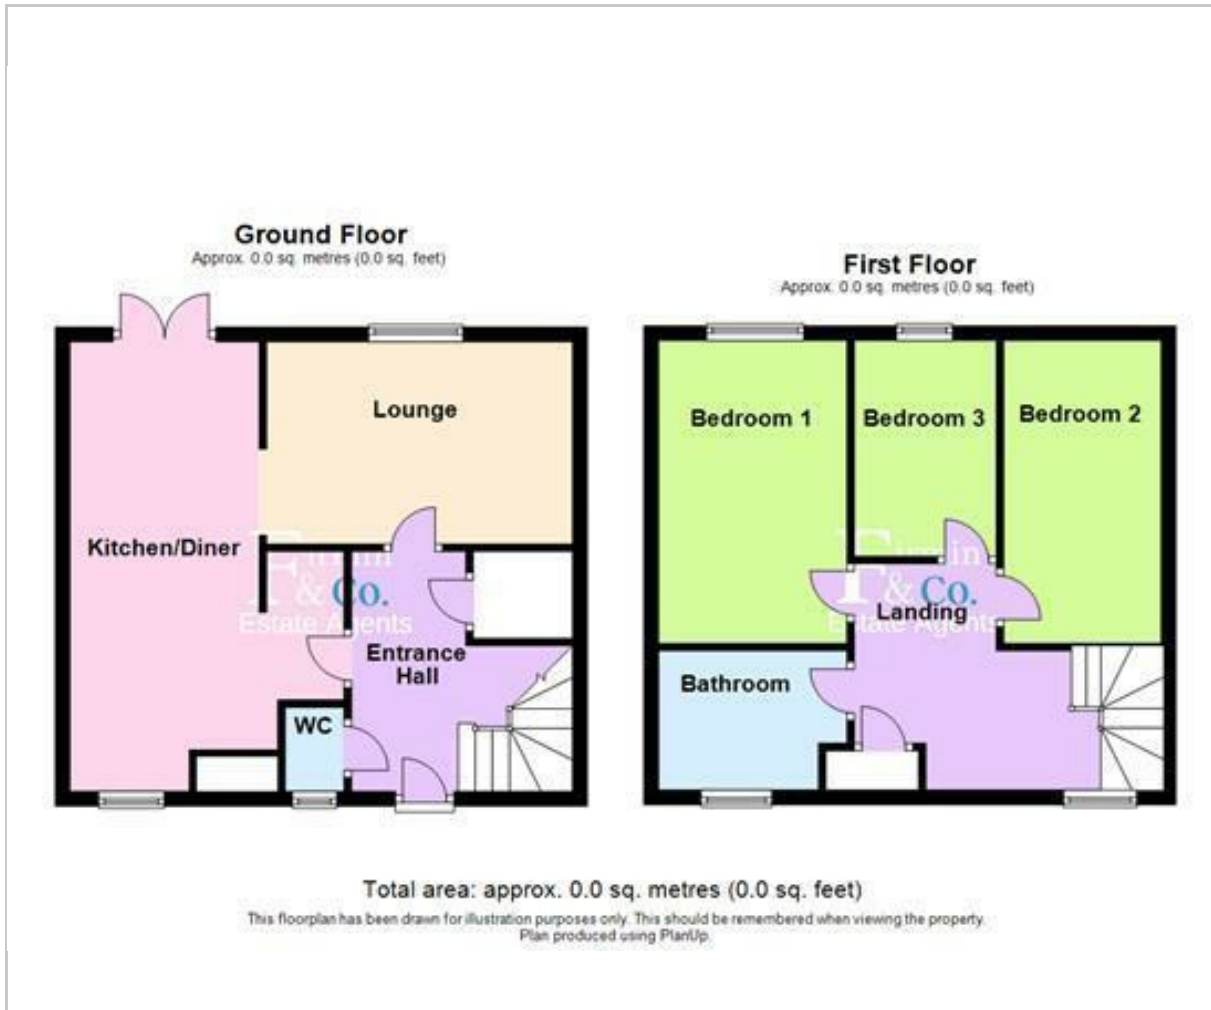 Ground Floor
Approx. 0.0 sq. metres (0.0 sq. feet)
Lounge
Kitchen/Diner
& Co.
Estate Agents
Entrance
Hall
WC
First Floor
Approx. 0.0 sq. metres (0.0 sq. feet)
Bedroom 1
Bedroom 3
Bedroom 2
& Co.
Landing
Estate Agents
Bathroom
Total area: approx. 0.0 sq. metres (0.0 sq. feet)
This floorplan has been drawn for illustration purposes only. This should be remembered when viewing the property.
Plan produced using PlanUp.